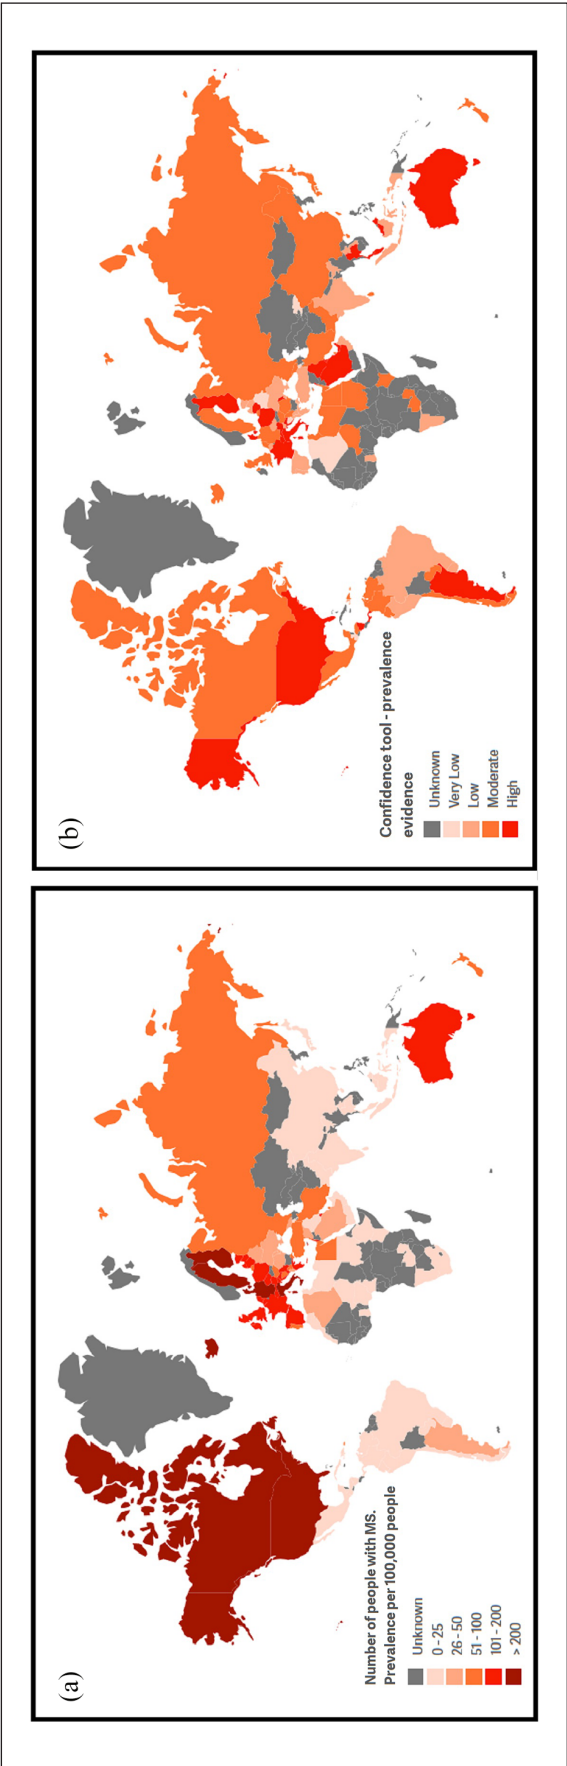 (a)
Number of people with MS.
Prevalence per 100,000 people
Unknown
0 - 25
26 - 50
51 - 100
101 - 200
> 200
(b)
Confidence tool - prevalence
evidence
Unknown
Very Low
Low
Moderate
High